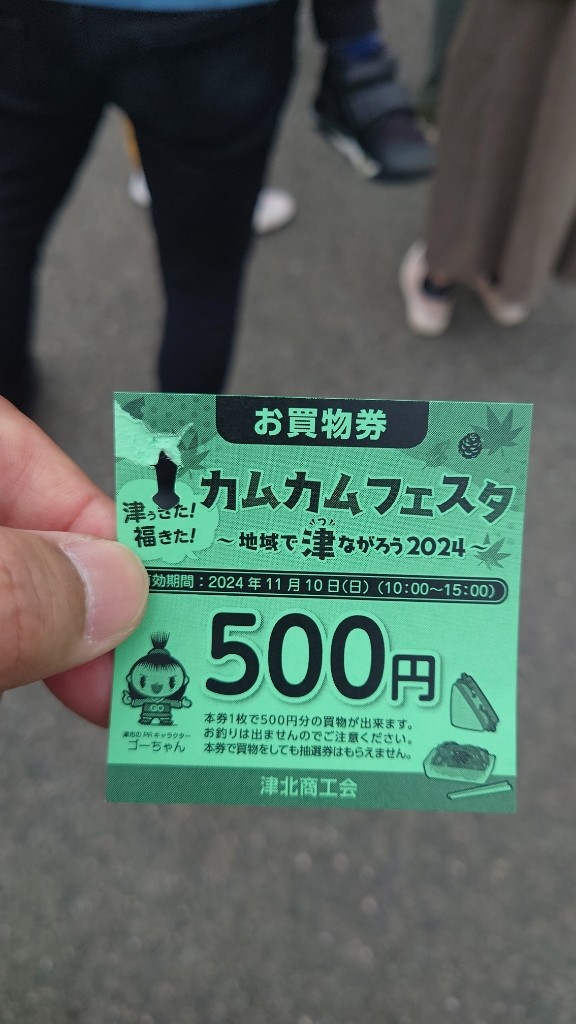 お買物券
津ぅきた!
福きた!
カムカムフェスタ
さつ
～地域で津ながろう2024～
効期間:2024年11月10日(日)(10:00～15:00)
500円
GO
本券1枚で500円分の買物が出来ます。
お釣りは出ませんのでご注意ください。
本券で買物をしても抽選券はもらえません。
津市のPRキャラクター
ゴーちゃん
津北商工会